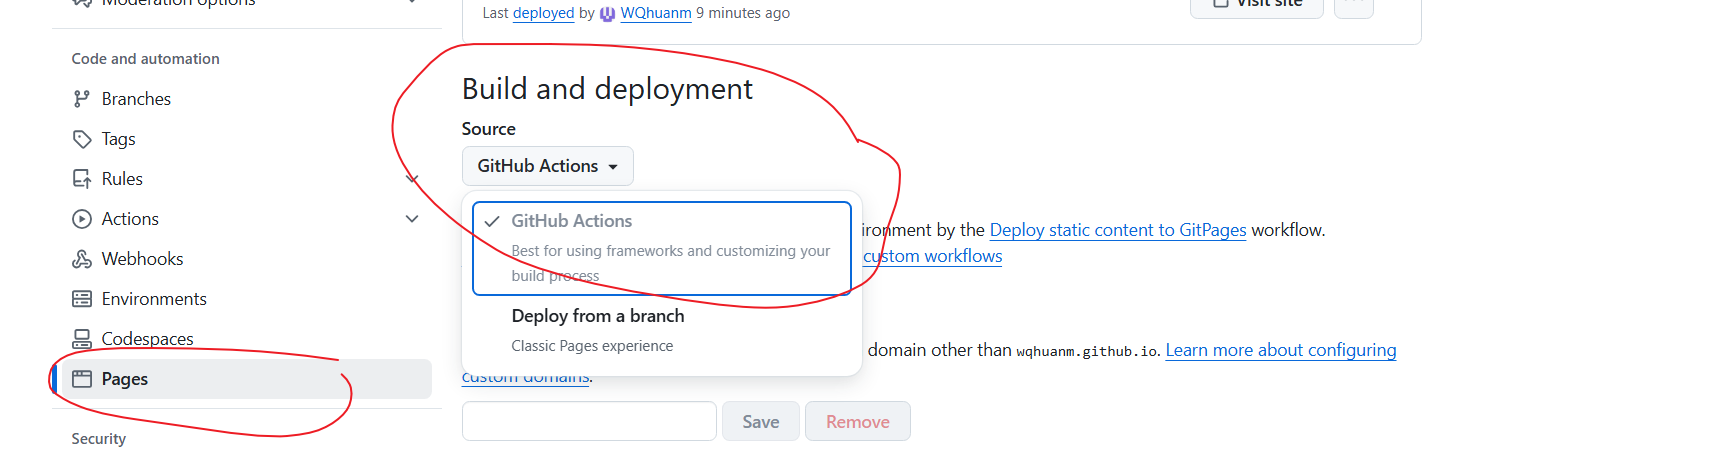 Moderation options
Code and automation
Branches
Tags
Rules
Actions
Webhooks
Environments
Codespaces
Pages
Security
Last deployed by WQhuanm 9 minutes ago
Visit site
Build and deployment
Source
GitHub Actions
GitHub Actions
Best for using frameworks and customizing your
build process
Deploy from a branch
Classic Pages experience
ironment by the Deploy static content to GitPages workflow.
custom workflows
domain other than wqhuanm.github.io. Learn more about configuring
custom domains.
Save
Remove